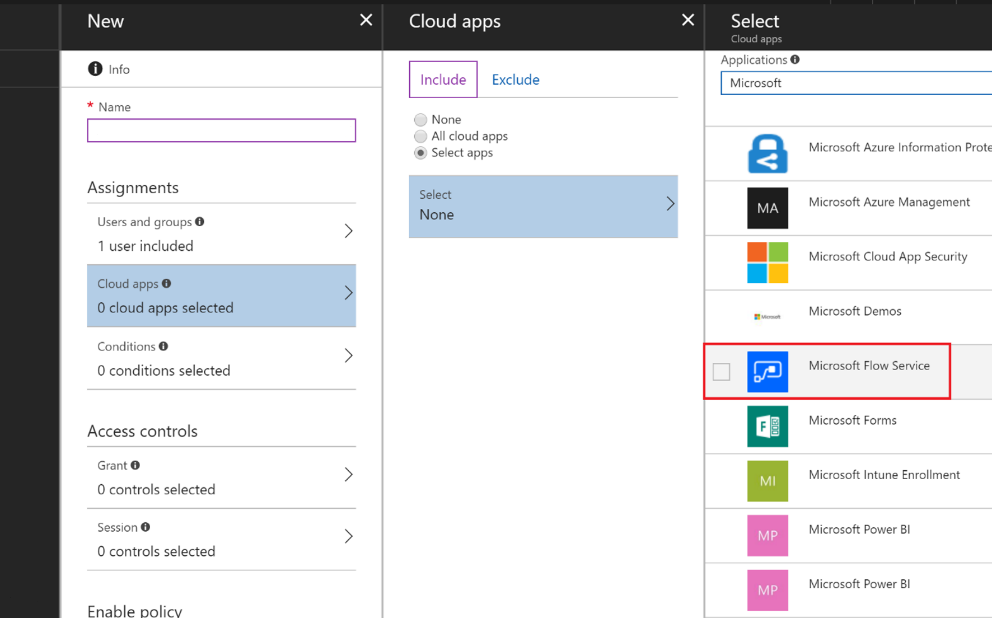 New
Info
* Name
Assignments
Users and groups
1 user included
Cloud apps
0 cloud apps selected
Conditions
0 conditions selected
Access controls
Grant
0 controls selected
Session
0 controls selected
Enable policy
Cloud apps
Include
Exclude
None
All cloud apps
Select apps
Select
None
Select
Cloud apps
Applications
Microsoft
Microsoft Azure Information Prote
MA
Microsoft Azure Management
Microsoft Cloud App Security
Microsoft
Microsoft Demos
Microsoft Flow Service
F
Microsoft Forms
MI
Microsoft Intune Enrollment
MP
Microsoft Power BI
MP
Microsoft Power BI